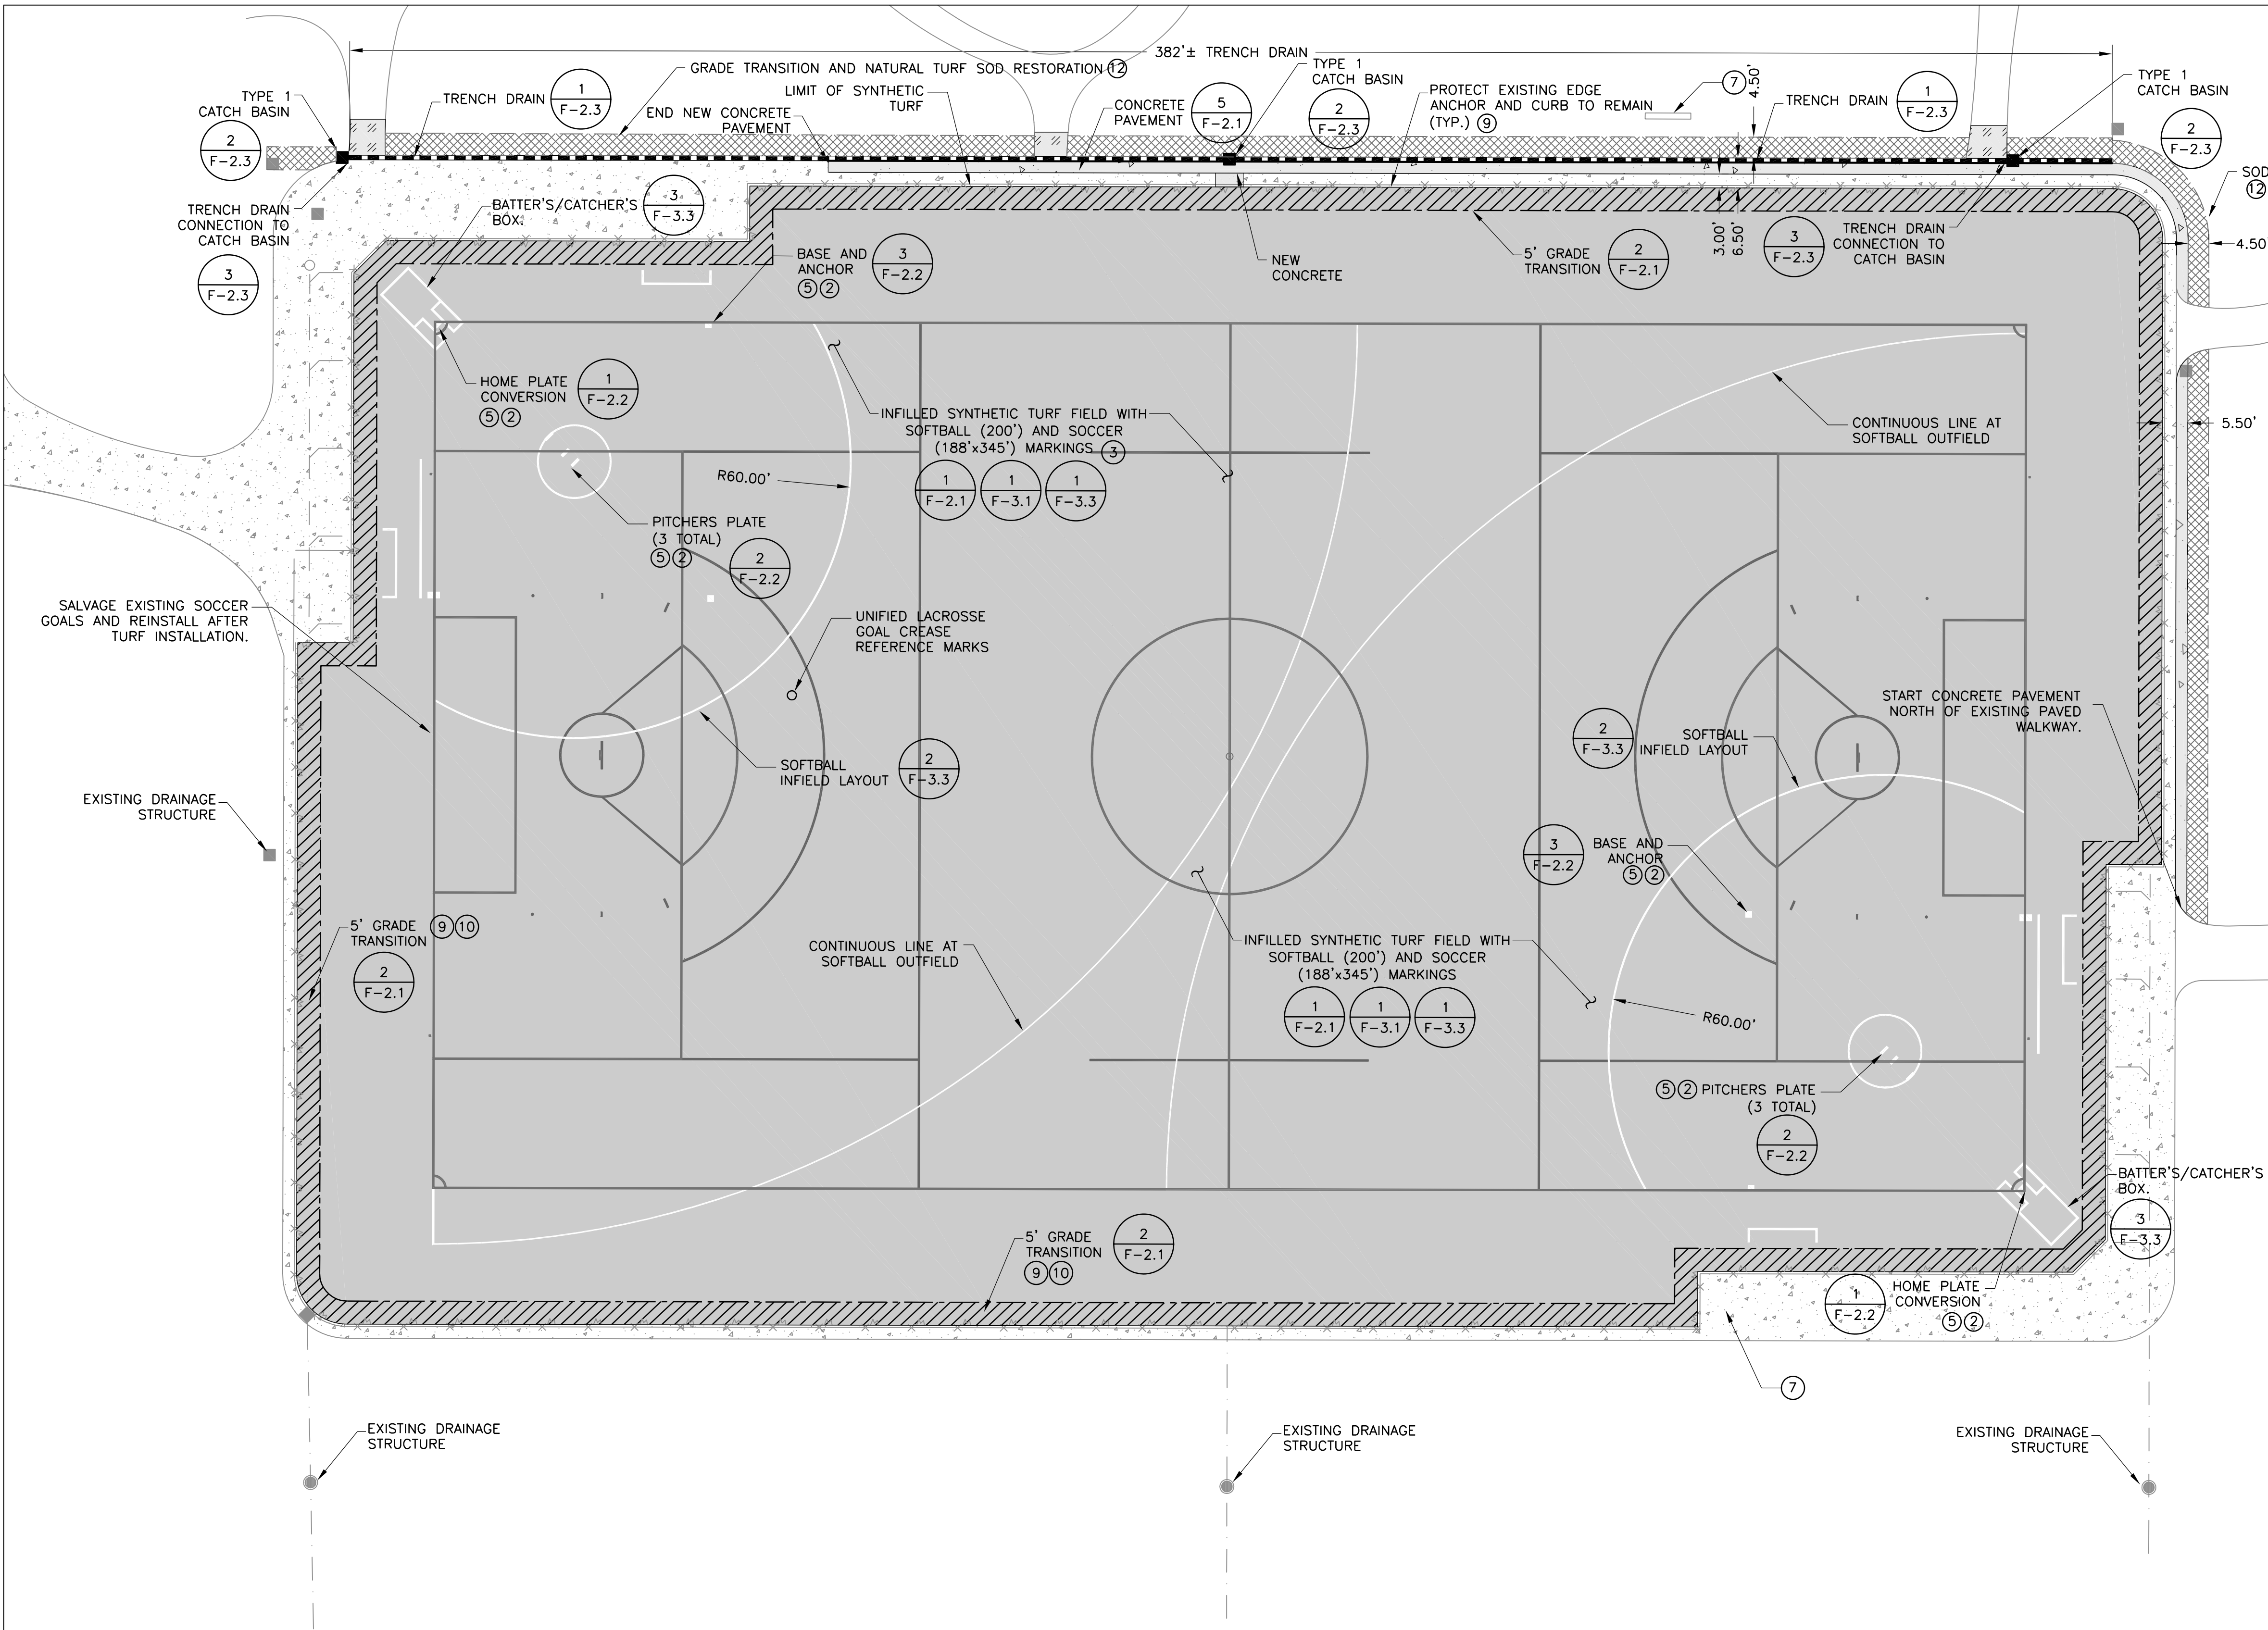 382'± TRENCH DRAIN
GRADE TRANSITION AND NATURAL TURF SOD RESTORATION 12
TYPE 1
CATCH BASIN
2
F-2.3
TRENCH DRAIN
1
F-2.3
END NEW CONCRETE
PAVEMENT
LIMIT OF SYNTHETIC
TURF
CONCRETE
PAVEMENT
5
F-2.1
TYPE 1
CATCH BASIN
2
F-2.3
PROTECT EXISTING EDGE
ANCHOR AND CURB TO REMAIN
(TYP.) 9
7
4.50'
TRENCH DRAIN
1
F-2.3
TYPE 1
CATCH BASIN
2
F-2.3
SOD
12
4.50'
TRENCH DRAIN
CONNECTION TO
CATCH BASIN
3
F-2.3
BATTER'S/CATCHER'S
BOX.
3
F-3.3
BASE AND
ANCHOR
5 2
3
F-2.2
NEW
CONCRETE
5' GRADE
TRANSITION
2
F-2.1
3.00'
6.50'
3
F-2.3
TRENCH DRAIN
CONNECTION TO
CATCH BASIN
HOME PLATE
CONVERSION
5 2
1
F-2.2
INFILLED SYNTHETIC TURF FIELD WITH
SOFTBALL (200') AND SOCCER
(188'x345') MARKINGS 3
1
F-2.1
1
F-3.1
1
F-3.3
CONTINUOUS LINE AT
SOFTBALL OUTFIELD
5.50'
R60.00'
PITCHERS PLATE
(3 TOTAL)
5 2
2
F-2.2
SALVAGE EXISTING SOCCER
GOALS AND REINSTALL AFTER
TURF INSTALLATION.
UNIFIED LACROSSE
GOAL CREASE
REFERENCE MARKS
START CONCRETE PAVEMENT
NORTH OF EXISTING PAVED
WALKWAY.
SOFTBALL
INFIELD LAYOUT
2
F-3.3
2
F-3.3
SOFTBALL
INFIELD LAYOUT
EXISTING DRAINAGE
STRUCTURE
3
F-2.2
BASE AND
ANCHOR
5 2
5' GRADE
TRANSITION
9 10
2
F-2.1
CONTINUOUS LINE AT
SOFTBALL OUTFIELD
INFILLED SYNTHETIC TURF FIELD WITH
SOFTBALL (200') AND SOCCER
(188'x345') MARKINGS
1
F-2.1
1
F-3.1
1
F-3.3
R60.00'
5 2 PITCHERS PLATE
(3 TOTAL)
2
F-2.2
BATTER'S/CATCHER'S
BOX.
3
F-3.3
5' GRADE
TRANSITION
9 10
2
F-2.1
1
F-2.2
HOME PLATE
CONVERSION
5 2
7
EXISTING DRAINAGE
STRUCTURE
EXISTING DRAINAGE
STRUCTURE
EXISTING DRAINAGE
STRUCTURE